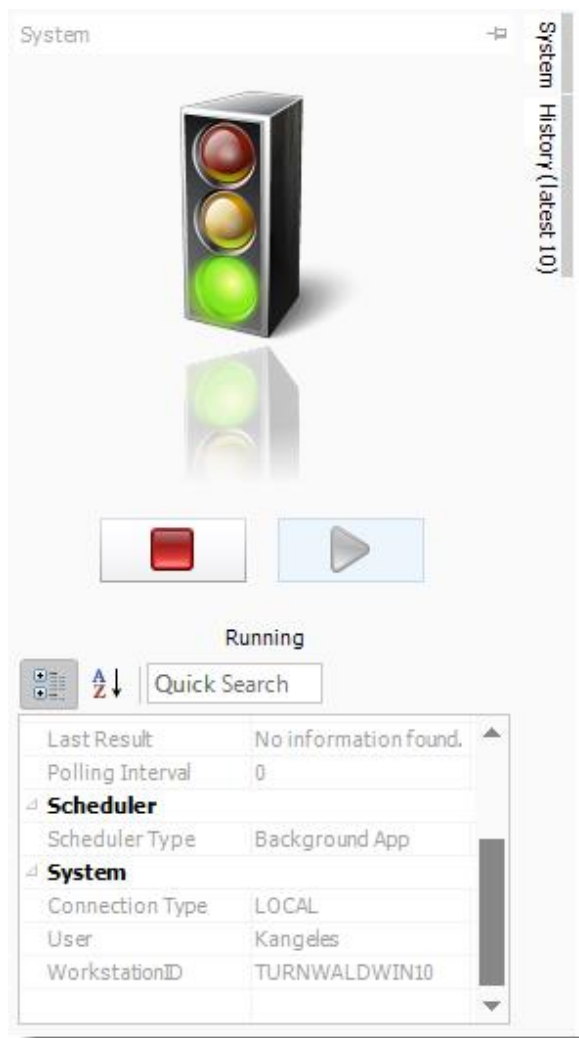 System
System
History (latest 10)
Running
A
Z
Quick Search
Last Result No information found.
Polling Interval 0
Scheduler
Scheduler Type Background App
System
Connection Type LOCAL
User Kangeles
WorkstationID TURNWALDWIN10